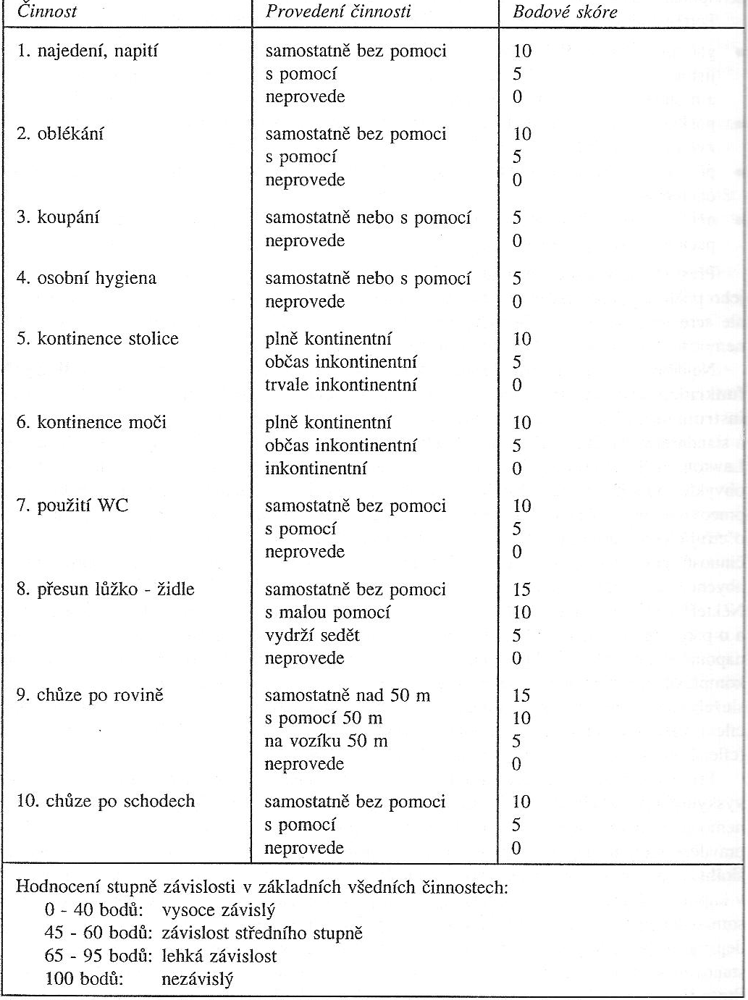 Činnost Provedení činnosti Bodové skóre
1. najedení, napití samostatně bez pomoci 10
s pomocí 5
neprovede 0
2. oblékání samostatně bez pomoci 10
s pomocí 5
neprovede 0
3. koupání samostatně nebo s pomocí 5
neprovede 0
4. osobní hygiena samostatně nebo s pomocí 5
neprovede 0
5. kontinence stolice plně kontinentní 10
občas inkontinentní 5
trvale inkontinentní 0
6. kontinence moči plně kontinentní 10
občas inkontinentní 5
inkontinentní 0
7. použití WC samostatně bez pomoci 10
s pomocí 5
neprovede 0
8. přesun lůžko - židle samostatně bez pomoci 15
s malou pomocí 10
vydrží sedět 5
neprovede 0
9. chůze po rovině samostatně nad 50 m 15
s pomocí 50 m 10
na vozíku 50 m 5
neprovede 0
10. chůze po schodech samostatně bez pomoci 10
s pomocí 5
neprovede 0
Hodnocení stupně závislosti v základních všedních činnostech:
0 - 40 bodů: vysoce závislý
45 - 60 bodů: závislost středního stupně
65 - 95 bodů: lehká závislost
100 bodů: nezávislý